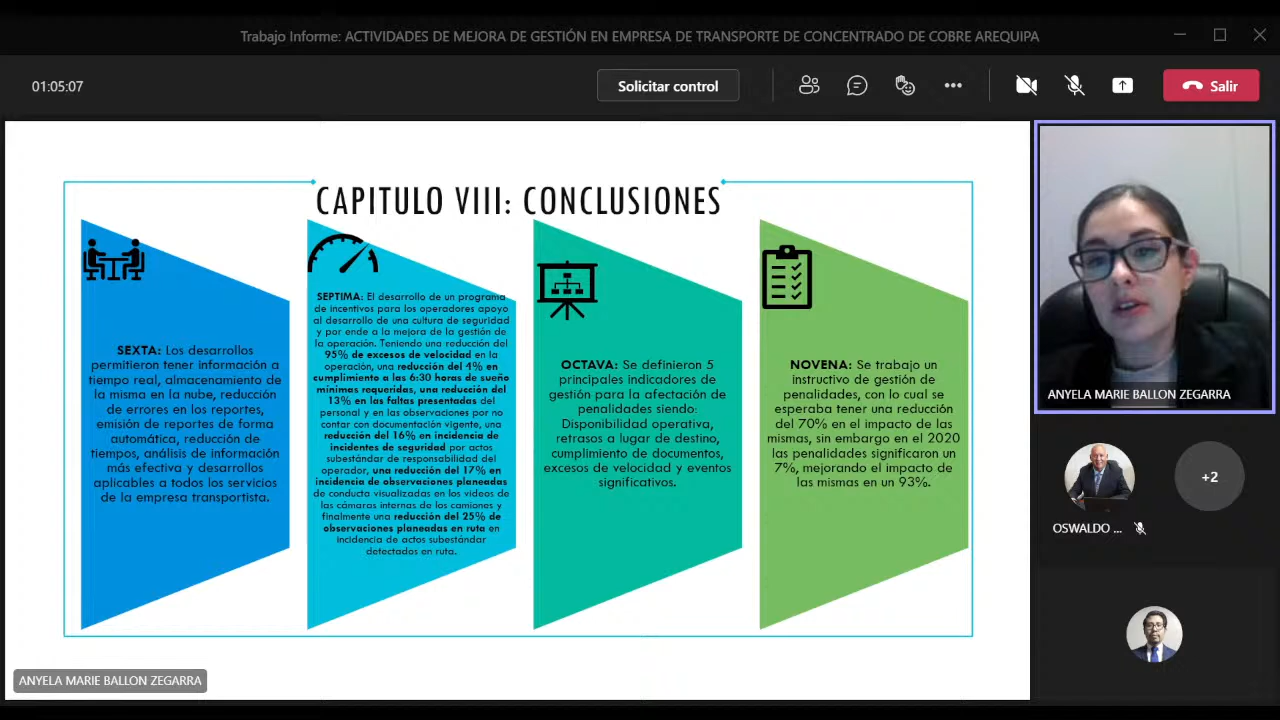 Trabajo Informe: ACTIVIDADES DE MEJORA DE GESTIÓN EN EMPRESA DE TRANSPORTE DE CONCENTRADO DE COBRE AREQUIPA
01:05:07
Solicitar control
Salir
CAPITULO VIII: CONCLUSIONES
SEXTA: Los desarrollos
permitieron tener información a
tiempo real, almacenamiento de
la misma en la nube, reducción
de errores en los reportes,
emisión de reportes de forma
automática, reducción de
tiempos, análisis de información
más efectiva y desarrollos
aplicables a todos los servicios
de la empresa transportista.
SEPTIMA: El desarrollo de un programa
de incentivos para los operadores apoyo
al desarrollo de una cultura de seguridad
y por ende a la mejora de la gestión de
la operación. Teniendo una reducción del
95% de excesos de velocidad en la
operación, una reducción del 4% en
cumplimiento a las 6:30 horas de sueño
mínimas requeridas, una reducción del
13% en las faltas presentadas del
personal y en las observaciones por no
contar con documentación vigente, una
reducción del 16% en incidencia de
incidentes de seguridad por actos
subestándar de responsabilidad del
operador, una reducción del 17% en
incidencia de observaciones planeadas
de conducta visualizadas en los videos de
las cámaras internas de los camiones y
finalmente una reducción del 25% de
observaciones planeadas en ruta en
incidencia de actos subestándar
detectados en ruta.
OCTAVA: Se definieron 5
principales indicadores de
gestión para la afectación de
penalidades siendo:
Disponibilidad operativa,
retrasos a lugar de destino,
cumplimiento de documentos,
excesos de velocidad y eventos
significativos.
NOVENA: Se trabajo un
instructivo de gestión de
penalidades, con lo cual se
esperaba tener una reducción
del 70% en el impacto de las
mismas, sin embargo en el 2020
las penalidades significaron un
7%, mejorando el impacto de
las mismas en un 93%.
ANYELA MARIE BALLON ZEGARRA
+2
OSWALDO ...
ANYELA MARIE BALLON ZEGARRA